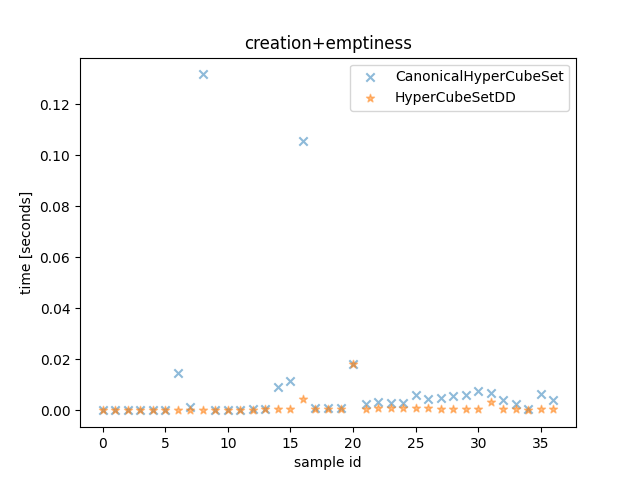 creation+emptiness
CanonicalHyperCubeSet
HyperCubeSetDD
time [seconds]
0.12
0.10
0.08
0.06
0.04
0.02
0.00
0 5 10 15 20 25 30 35
sample id